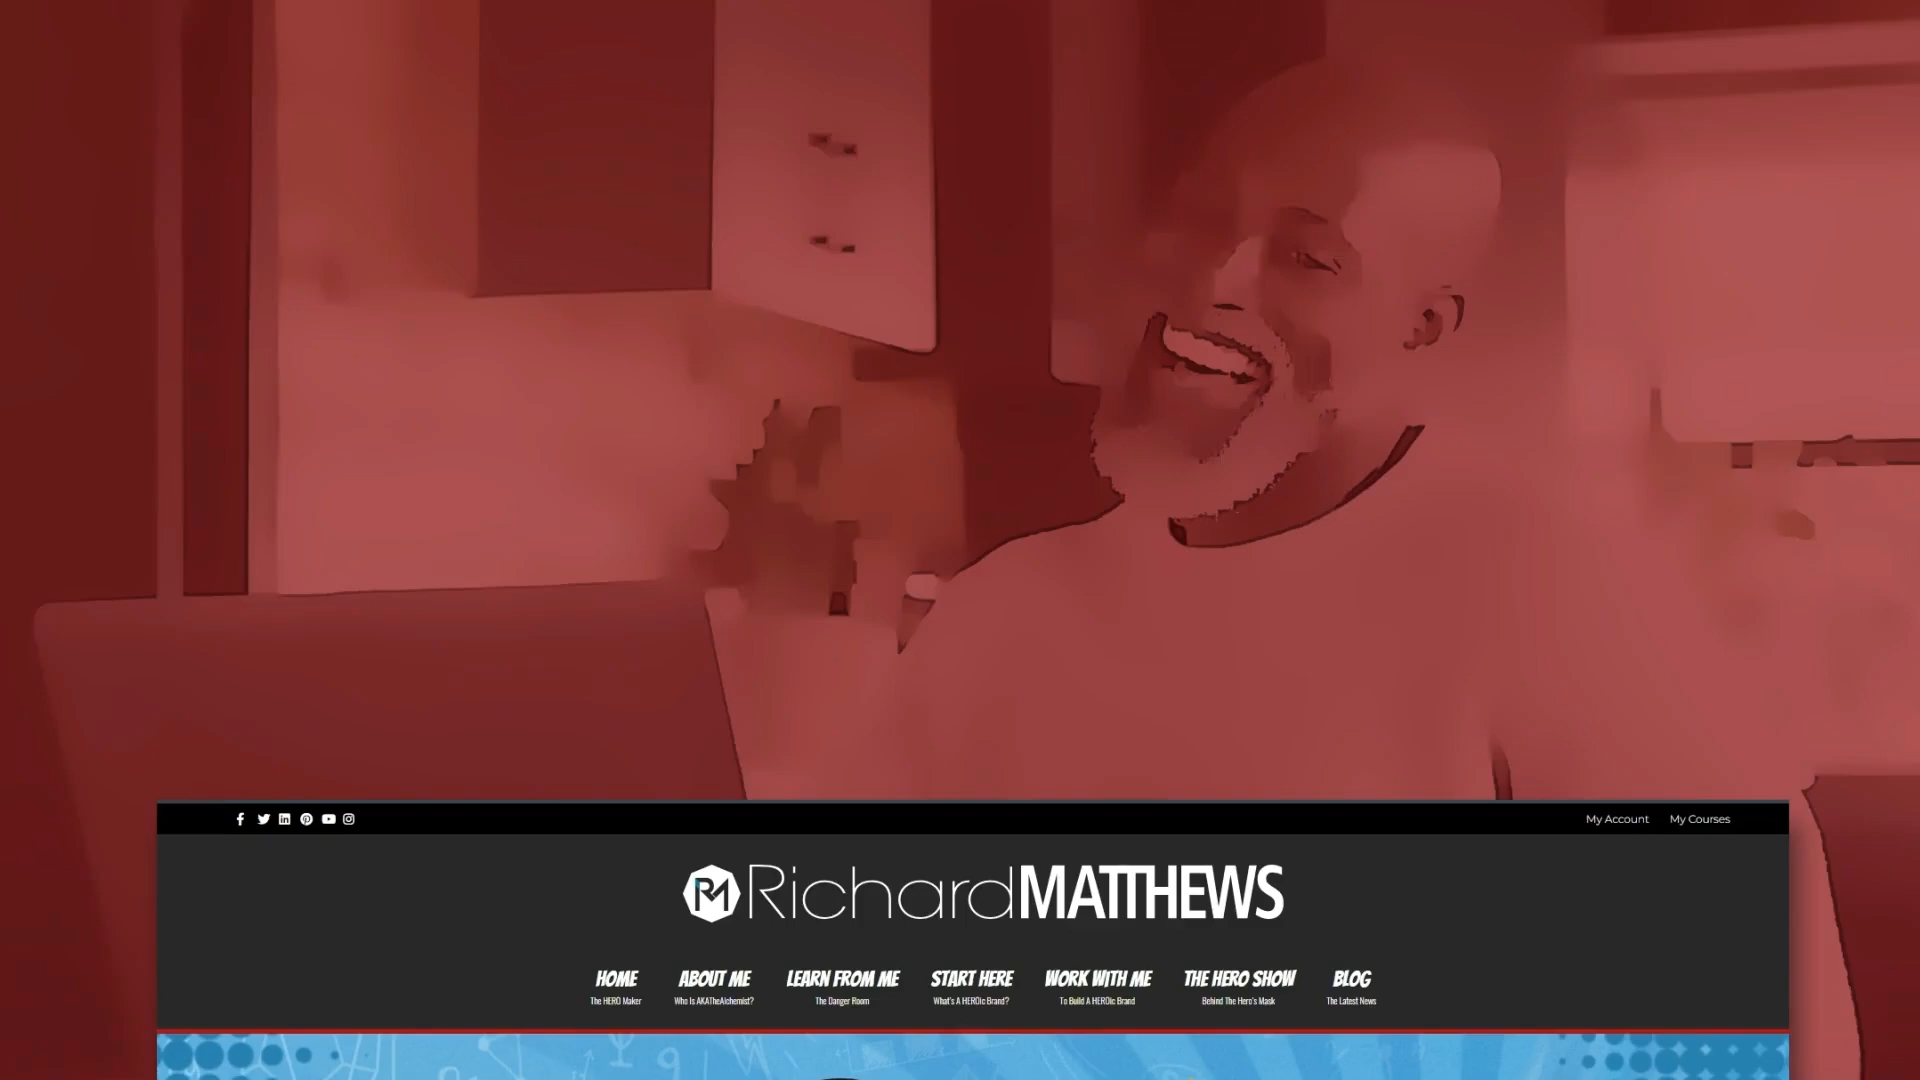 My Account My Courses
RM RichardMATTHEWS
HOME ABOUT ME LEARN FROM ME START HERE WORK WITH ME THE HERO SHOW BLOG
The HERO Maker Who Is AKATheAlchemist? The Danger Room What's A HEROic Brand? To Build A HEROic Brand Behind The Hero's Mask The Latest News